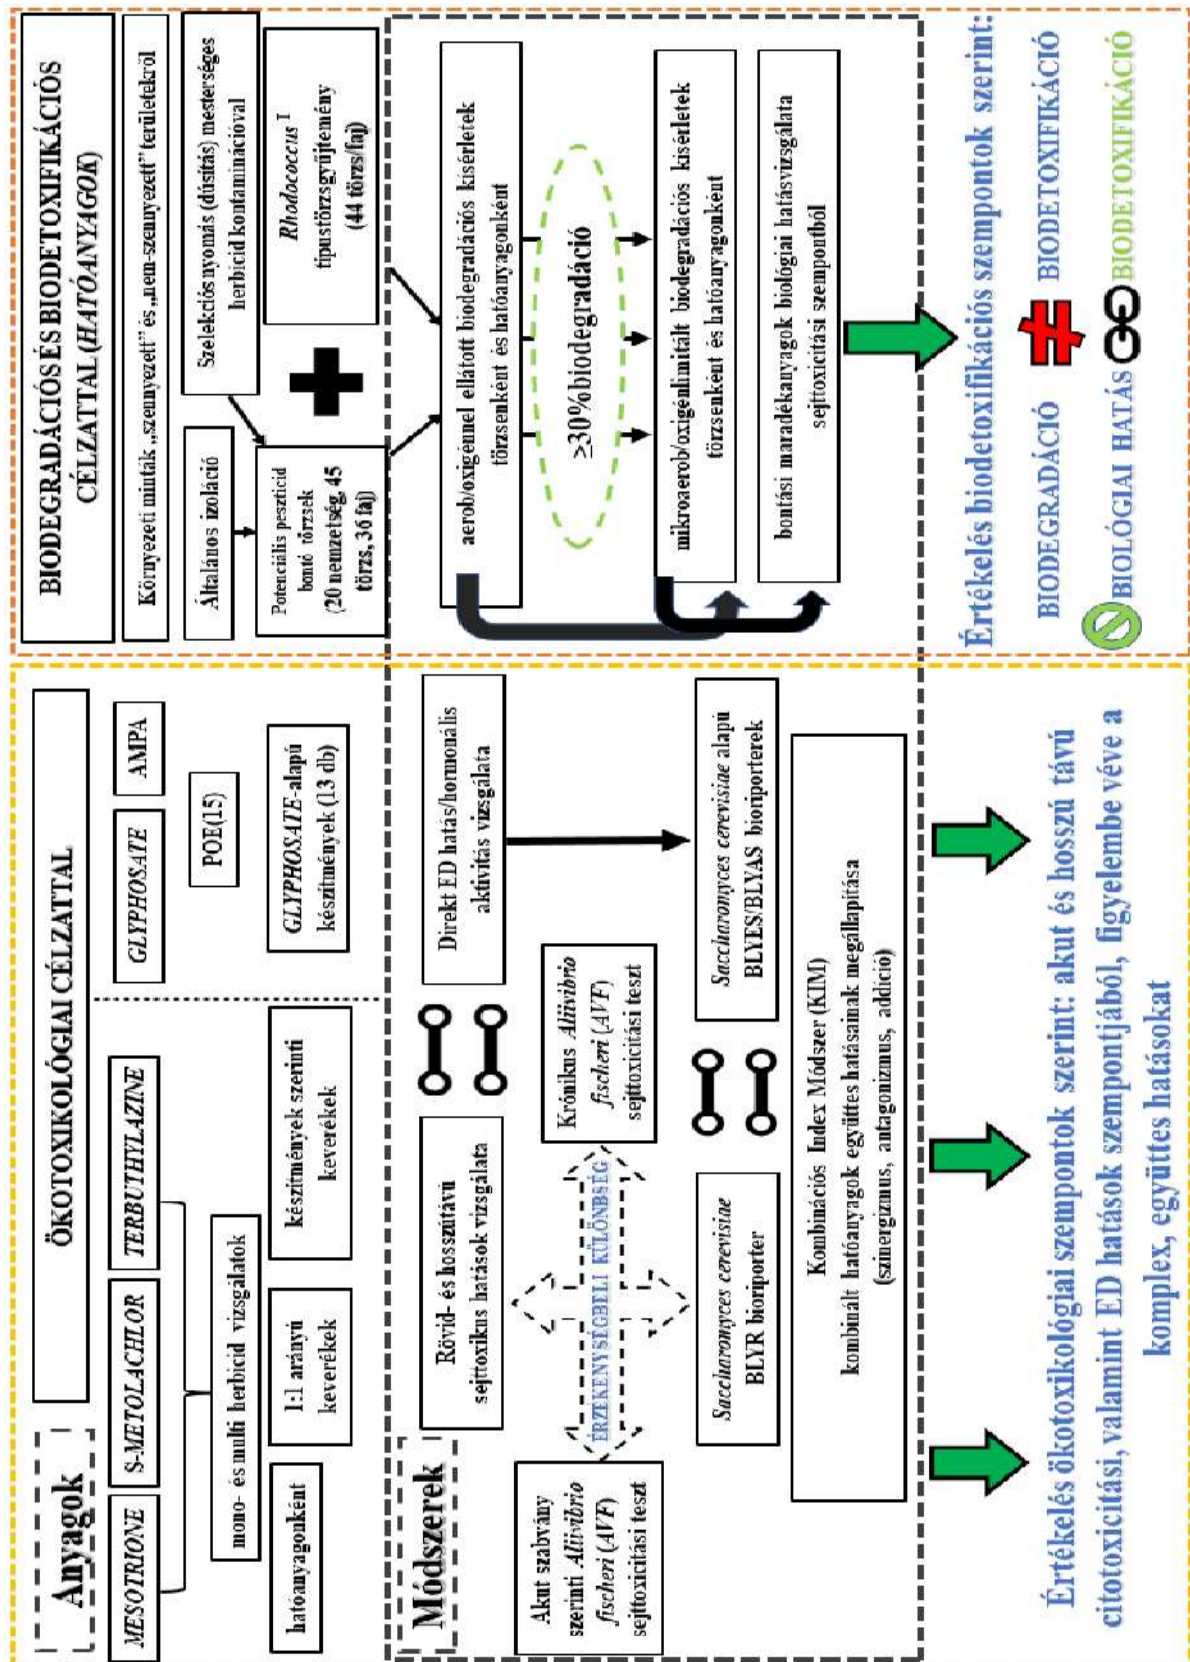 Anyagok
ÖKOTOXIKOLÓGIAI CÉLZATTAL
MESOTRIONE
S-METOLACHLOR
TERBUTHYLAZINE
GLYPHOSATE
AMPA
mono- és multi herbicid vizsgálatok
POE(15)
hatóanyagonként
1:1 arányú
keverékek
készítmények szerinti
keverékek
GLYPHOSATE-alapú
készítmények (13 db)
Módszerek
Rövid- és hosszútávú
sejttoxikus hatások vizsgálata
Direkt ED hatás/hormonális
aktivitás vizsgálata
Akut szabvány
szerinti Aliivibrio
fischeri (AVF)
sejttoxicitási teszt
ÉRZÉKENYSÉGBELI KÜLÖNBSÉG
Krónikus Aliivibrio
fischeri (AVF)
sejttoxicitási teszt
Saccharomyces cerevisiae
BLYR bioriporter
Saccharomyces cerevisiae alapú
BLYES/BLYAS bioriporterek
Kombinációs Index Módszer (KIM)
kombinált hatóanyagok együttes hatásainak megállapítása
(szinergizmus, antagonizmus, addíció)
Értékelés ökotoxikológiai szempontok szerint: akut és hosszú távú
citotoxicitási, valamint ED hatások szempontjából, figyelembe véve a
komplex, együttes hatásokat
BIODEGRADÁCIÓS ÉS BIODETOXIFIKÁCIÓS
CÉLZATTAL (HATÓANYAGOK)
Környezeti minták „szennyezett” és „nem-szennyezett” területekről
Általános izoláció
Szelekciós nyomás (dúsítás) mesterséges
herbicid kontaminációval
Potenciális peszticid
bontó törzsek
(20 nemzetség, 45
törzs, 36 faj)
Rhodococcus T
típustörzsgyűjtemény
(44 törzs/faj)
aerob/oxigénnel ellátott biodegradációs kísérletek
törzsenként és hatóanyagonként
≥30%biodegradáció
mikroaerob/oxigénlimitált biodegradációs kísérletek
törzsenként és hatóanyagonként
bontási maradékanyagok biológiai hatásvizsgálata
sejttoxicitási szempontból
Értékelés biodetoxifikációs szempontok szerint:
BIODEGRADÁCIÓ ≠ BIODETOXIFIKÁCIÓ
BIOLÓGIAI HATÁS BIODETOXIFIKÁCIÓ